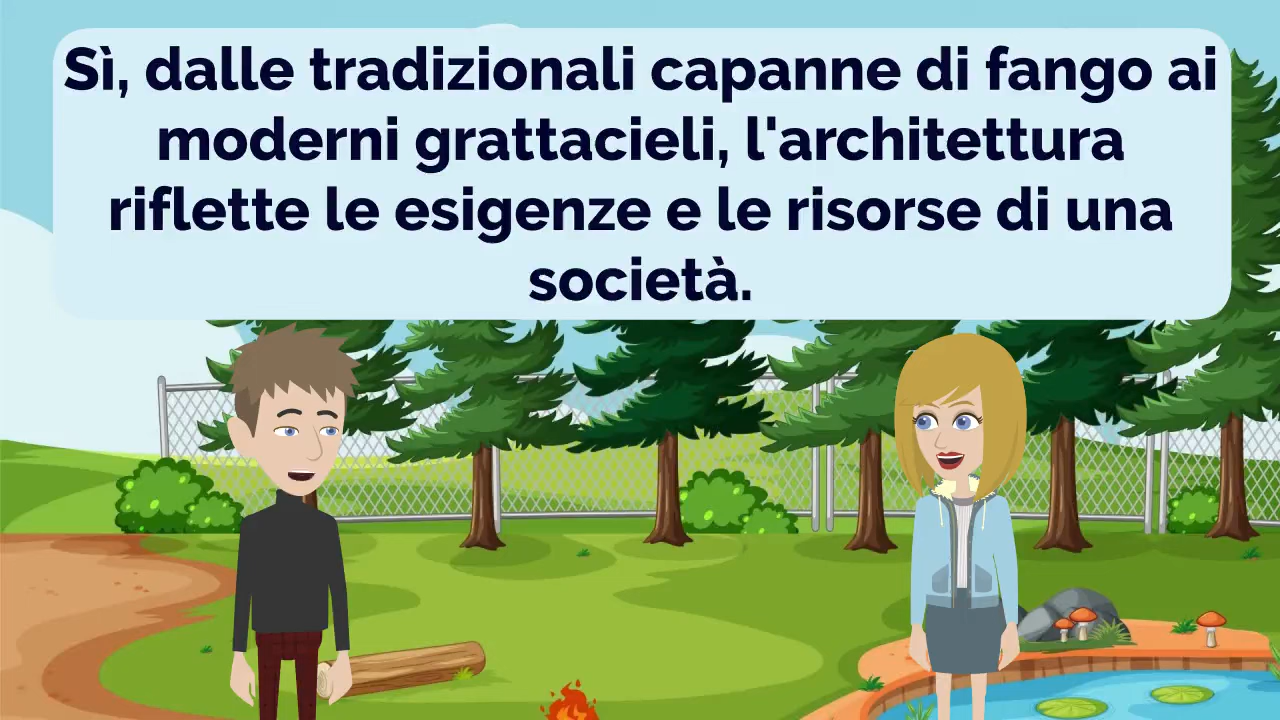 Sì, dalle tradizionali capanne di fango ai
moderni grattacieli, l'architettura
riflette le esigenze e le risorse di una
società.